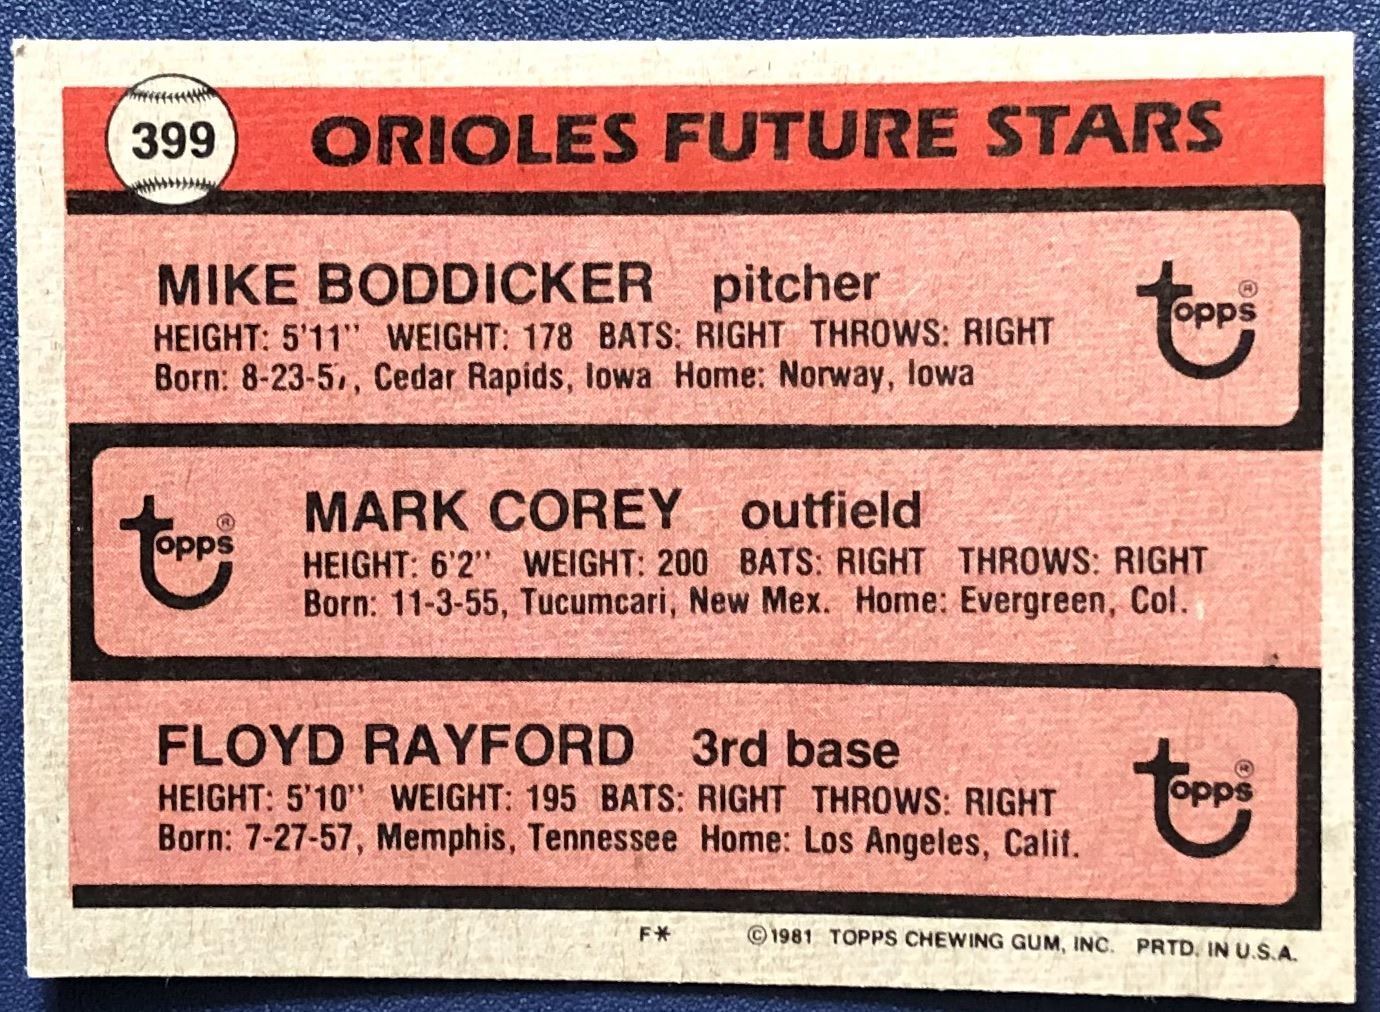 399 ORIOLES FUTURE STARS
MIKE BODDICKER pitcher
HEIGHT: 5'11" WEIGHT: 178 BATS: RIGHT THROWS: RIGHT
Born: , Cedar Rapids, Iowa Home: Norway, Iowa
topps®
MARK COREY outfield
HEIGHT: 6'2" WEIGHT: 200 BATS: RIGHT THROWS: RIGHT
Born: 11-3-55, Tucumcari, New Mex. Home: Evergreen, Col.
topps®
FLOYD RAYFORD 3rd base
HEIGHT: 5'10" WEIGHT: 195 BATS: RIGHT THROWS: RIGHT
Born: 7-27-57, Memphis, Tennessee Home: Los Angeles, Calif.
topps®
F* ©1981 TOPPS CHEWING GUM, INC. PRTD. IN U.S.A.